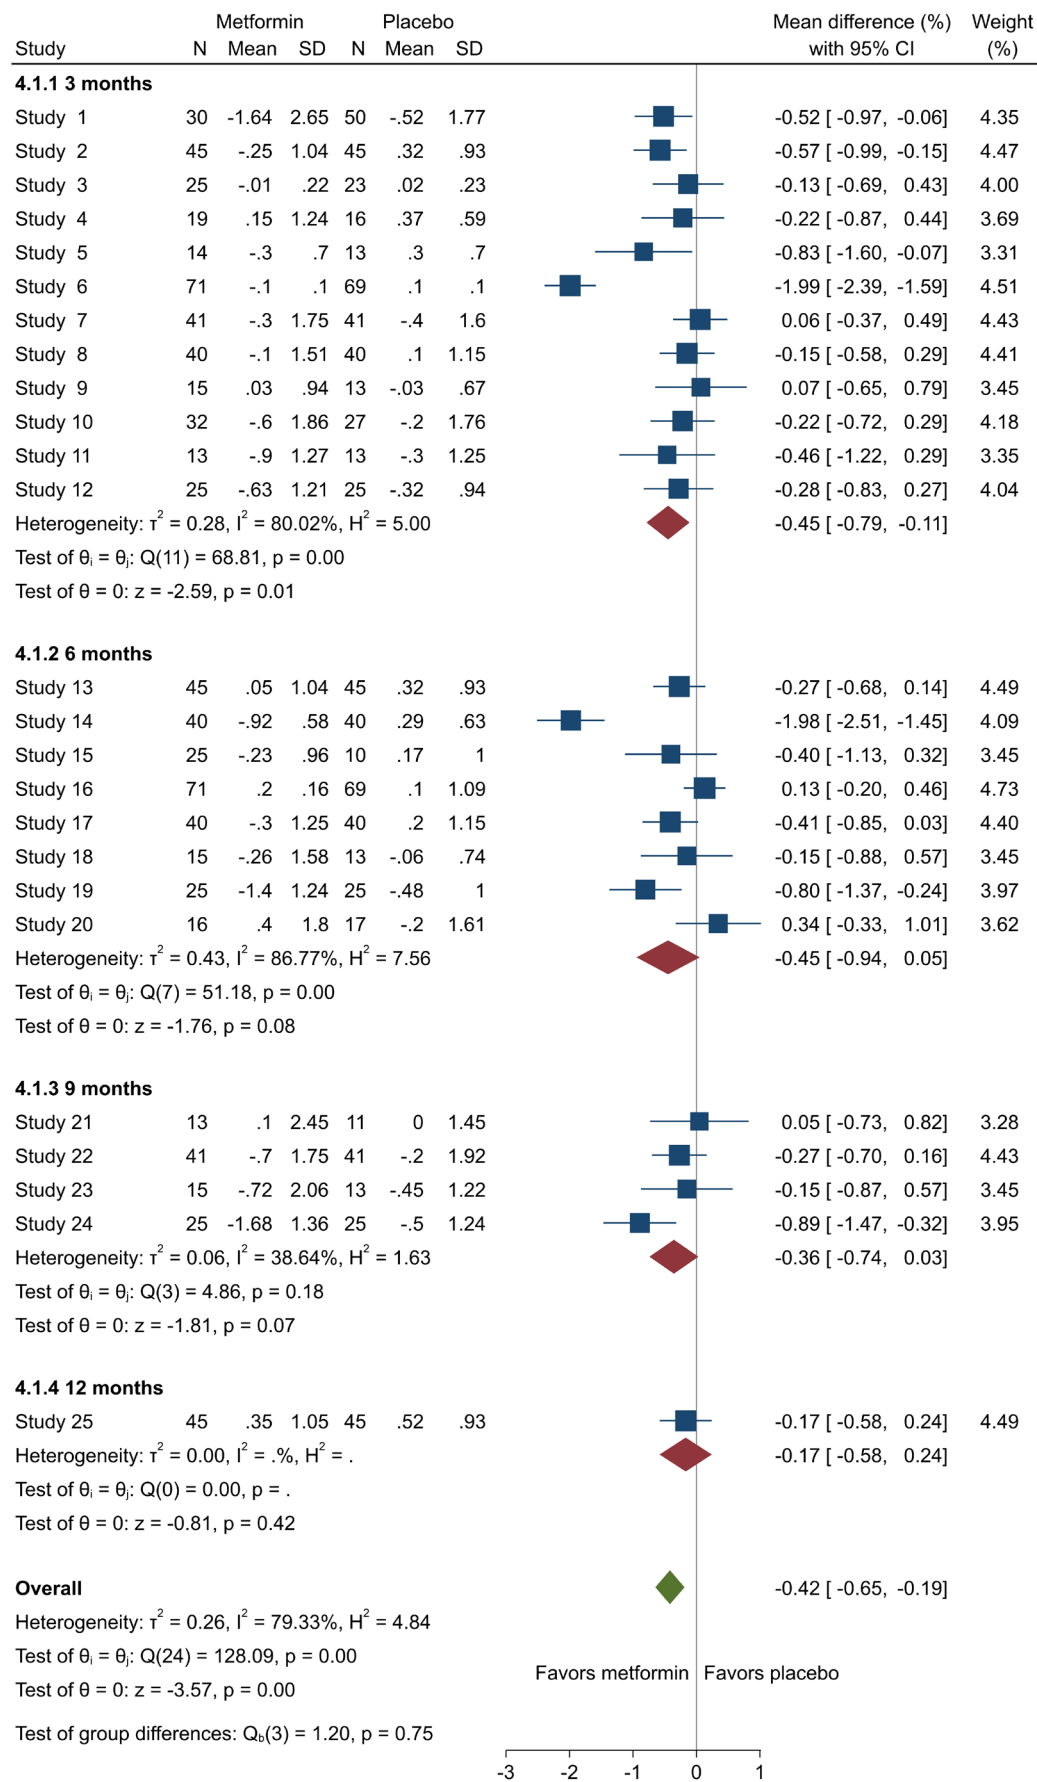 Metformin Placebo Mean difference (%) Weight
Study N Mean SD N Mean SD with 95% CI (%)
4.1.1 3 months
Study 1 30 -1.64 2.65 50 -.52 1.77 -0.52 [ -0.97, -0.06] 4.35
Study 2 45 -.25 1.04 45 .32 .93 -0.57 [ -0.99, -0.15] 4.47
Study 3 25 -.01 .22 23 .02 .23 -0.13 [ -0.69, 0.43] 4.00
Study 4 19 .15 1.24 16 .37 .59 -0.22 [ -0.87, 0.44] 3.69
Study 5 14 -.3 .7 13 .3 .7 -0.83 [ -1.60, -0.07] 3.31
Study 6 71 -.1 .1 69 .1 .1 -1.99 [ -2.39, -1.59] 4.51
Study 7 41 -.3 1.75 41 -.4 1.6 0.06 [ -0.37, 0.49] 4.43
Study 8 40 -.1 1.51 40 .1 1.15 -0.15 [ -0.58, 0.29] 4.41
Study 9 15 .03 .94 13 -.03 .67 0.07 [ -0.65, 0.79] 3.45
Study 10 32 -.6 1.86 27 -.2 1.76 -0.22 [ -0.72, 0.29] 4.18
Study 11 13 -.9 1.27 13 -.3 1.25 -0.46 [ -1.22, 0.29] 3.35
Study 12 25 -.63 1.21 25 -.32 .94 -0.28 [ -0.83, 0.27] 4.04
Heterogeneity: τ² = 0.28, I² = 80.02%, H² = 5.00 -0.45 [ -0.79, -0.11]
Test of θᵢ = θⱼ: Q(11) = 68.81, p = 0.00
Test of θ = 0: z = -2.59, p = 0.01
4.1.2 6 months
Study 13 45 .05 1.04 45 .32 .93 -0.27 [ -0.68, 0.14] 4.49
Study 14 40 -.92 .58 40 .29 .63 -1.98 [ -2.51, -1.45] 4.09
Study 15 25 -.23 .96 10 .17 1 -0.40 [ -1.13, 0.32] 3.45
Study 16 71 .2 .16 69 .1 1.09 0.13 [ -0.20, 0.46] 4.73
Study 17 40 -.3 1.25 40 .2 1.15 -0.41 [ -0.85, 0.03] 4.40
Study 18 15 -.26 1.58 13 -.06 .74 -0.15 [ -0.88, 0.57] 3.45
Study 19 25 -1.4 1.24 25 -.48 1 -0.80 [ -1.37, -0.24] 3.97
Study 20 16 .4 1.8 17 -.2 1.61 0.34 [ -0.33, 1.01] 3.62
Heterogeneity: τ² = 0.43, I² = 86.77%, H² = 7.56 -0.45 [ -0.94, 0.05]
Test of θᵢ = θⱼ: Q(7) = 51.18, p = 0.00
Test of θ = 0: z = -1.76, p = 0.08
4.1.3 9 months
Study 21 13 .1 2.45 11 0 1.45 0.05 [ -0.73, 0.82] 3.28
Study 22 41 -.7 1.75 41 -.2 1.92 -0.27 [ -0.70, 0.16] 4.43
Study 23 15 -.72 2.06 13 -.45 1.22 -0.15 [ -0.87, 0.57] 3.45
Study 24 25 -1.68 1.36 25 -.5 1.24 -0.89 [ -1.47, -0.32] 3.95
Heterogeneity: τ² = 0.06, I² = 38.64%, H² = 1.63 -0.36 [ -0.74, 0.03]
Test of θᵢ = θⱼ: Q(3) = 4.86, p = 0.18
Test of θ = 0: z = -1.81, p = 0.07
4.1.4 12 months
Study 25 45 .35 1.05 45 .52 .93 -0.17 [ -0.58, 0.24] 4.49
Heterogeneity: τ² = 0.00, I² = .%, H² = . -0.17 [ -0.58, 0.24]
Test of θᵢ = θⱼ: Q(0) = 0.00, p = .
Test of θ = 0: z = -0.81, p = 0.42
Overall -0.42 [ -0.65, -0.19]
Heterogeneity: τ² = 0.26, I² = 79.33%, H² = 4.84
Test of θᵢ = θⱼ: Q(24) = 128.09, p = 0.00
Favors metformin Favors placebo
Test of θ = 0: z = -3.57, p = 0.00
Test of group differences: Q_b(3) = 1.20, p = 0.75
-3 -2 -1 0 1